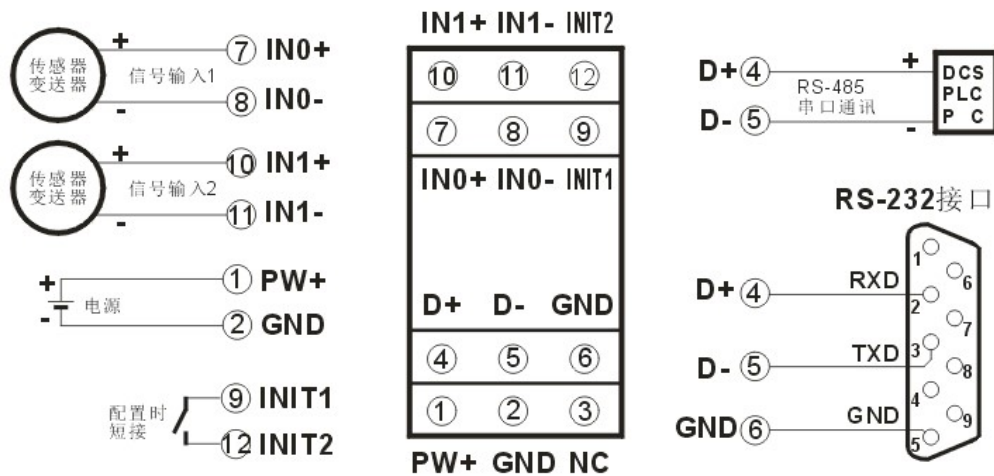 传感器
变送器
+
信号输入1
-
⑦ IN0+
⑧ IN0-
传感器
变送器
+
信号输入2
-
⑩ IN1+
⑪ IN1-
+
-
电源
① PW+
② GND
配置时
短接
⑨ INIT1
⑫ INIT2
IN1+ IN1- INIT2
⑩ ⑪ ⑫
⑦ ⑧ ⑨
IN0+ IN0- INIT1
D+ D- GND
④ ⑤ ⑥
① ② ③
PW+ GND NC
D+ ④
D- ⑤
RS-485
串口通讯
+
-
DCS
PLC
P C
RS-232接口
D+ ④ RXD
D- ⑤ TXD
GND ⑥ GND
1
6
2
7
3
8
4
9
5